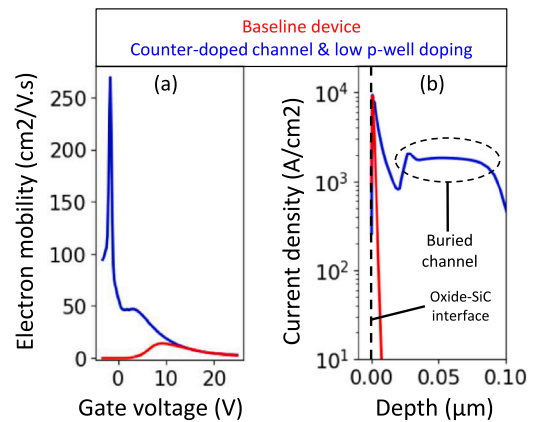 Baseline device
Counter-doped channel & low p-well doping
(a)
Electron mobility (cm2/V.s)
250
200
150
100
50
0
0
10
20
Gate voltage (V)
(b)
Current density (A/cm2)
10⁴
10³
10²
10¹
Buried
channel
Oxide-SiC
interface
0.00
0.05
0.10
Depth (μm)